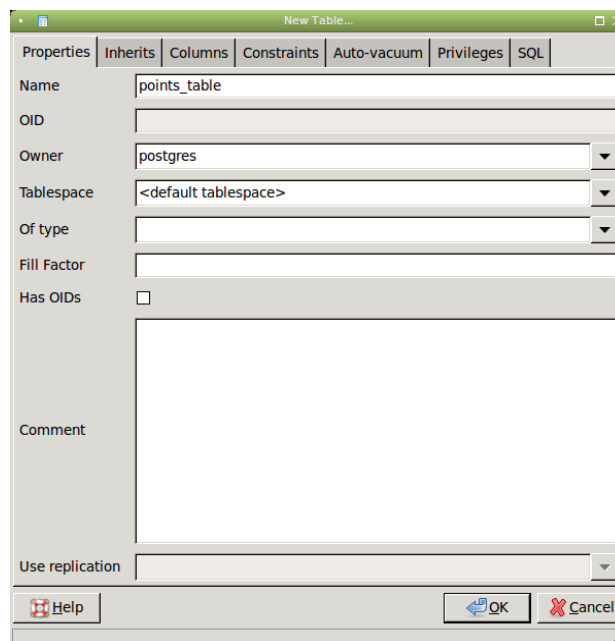 New Table...
Properties Inherits Columns Constraints Auto-vacuum Privileges SQL
Name points_table
OID
Owner postgres
Tablespace <default tablespace>
Of type
Fill Factor
Has OIDs
Comment
Use replication
Help OK Cancel